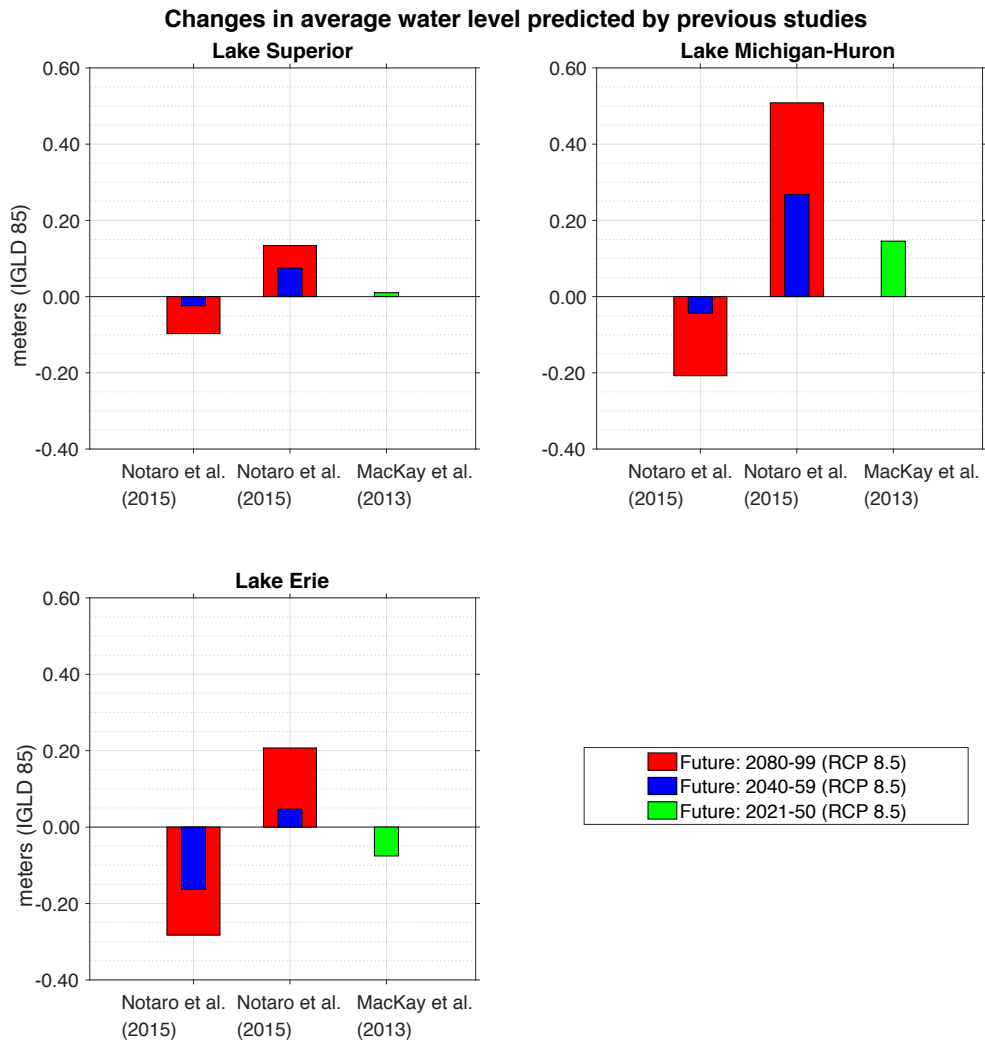 Changes in average water level predicted by previous studies
Lake Superior
0.60
0.40
0.20
0.00
-0.20
-0.40
meters (IGLD 85)
Notaro et al. Notaro et al. MacKay et al.
(2015) (2015) (2013)
Lake Michigan-Huron
0.60
0.40
0.20
0.00
-0.20
-0.40
Notaro et al. Notaro et al. MacKay et al.
(2015) (2015) (2013)
Lake Erie
0.60
0.40
0.20
0.00
-0.20
-0.40
meters (IGLD 85)
Notaro et al. Notaro et al. MacKay et al.
(2015) (2015) (2013)
Future: 2080-99 (RCP 8.5)
Future: 2040-59 (RCP 8.5)
Future: 2021-50 (RCP 8.5)